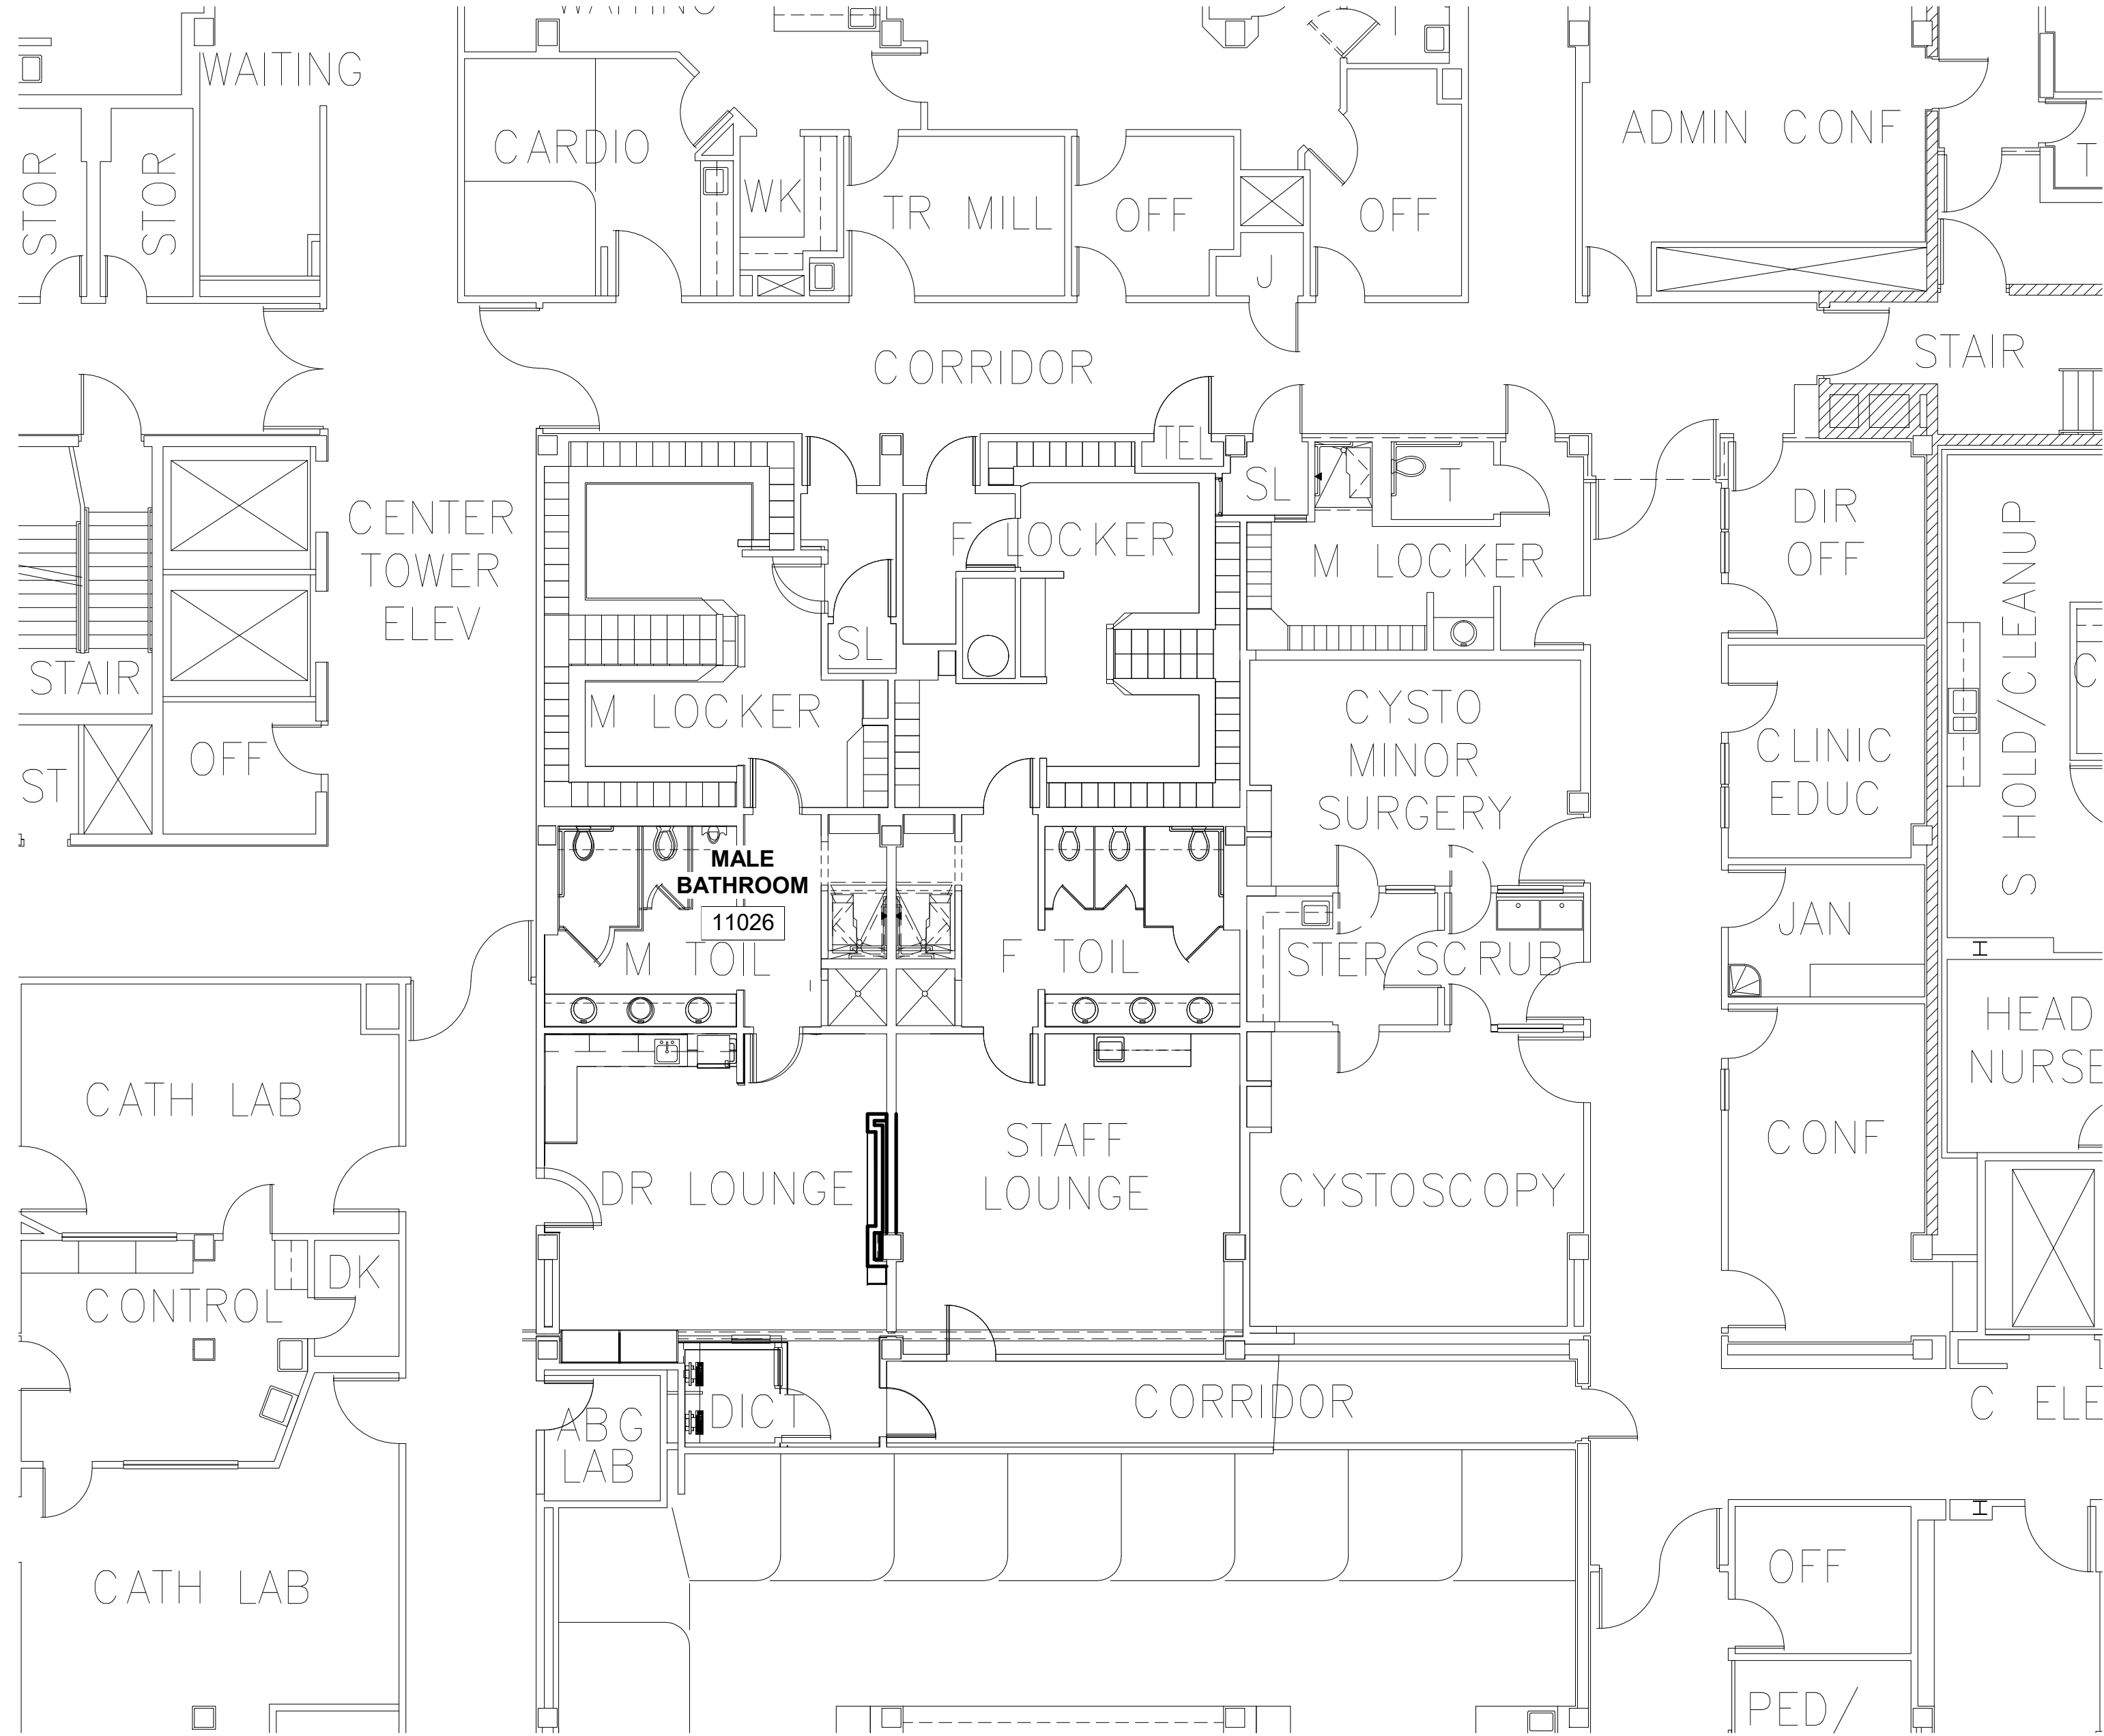 WAITING
WAITING
CARDIO
ADMIN CONF
STOR
STOR
WK
TR MILL
OFF
OFF
T
J
CORRIDOR
STAIR
TEL
SL
T
CENTER
TOWER
ELEV
F LOCKER
M LOCKER
DIR
OFF
S HOLD/CLEANUP
STAIR
SL
M LOCKER
CYSTO
MINOR
SURGERY
CLINIC
EDUC
OFF
ST
MALE
BATHROOM
11026
M TOIL
F TOIL
STER
SCRUB
JAN
HEAD
NURSE
CATH LAB
STAFF
LOUNGE
DR LOUNGE
CYSTOSCOPY
CONF
DK
CONTROL
DICT
ABG
LAB
CORRIDOR
C ELE
CATH LAB
OFF
PED/